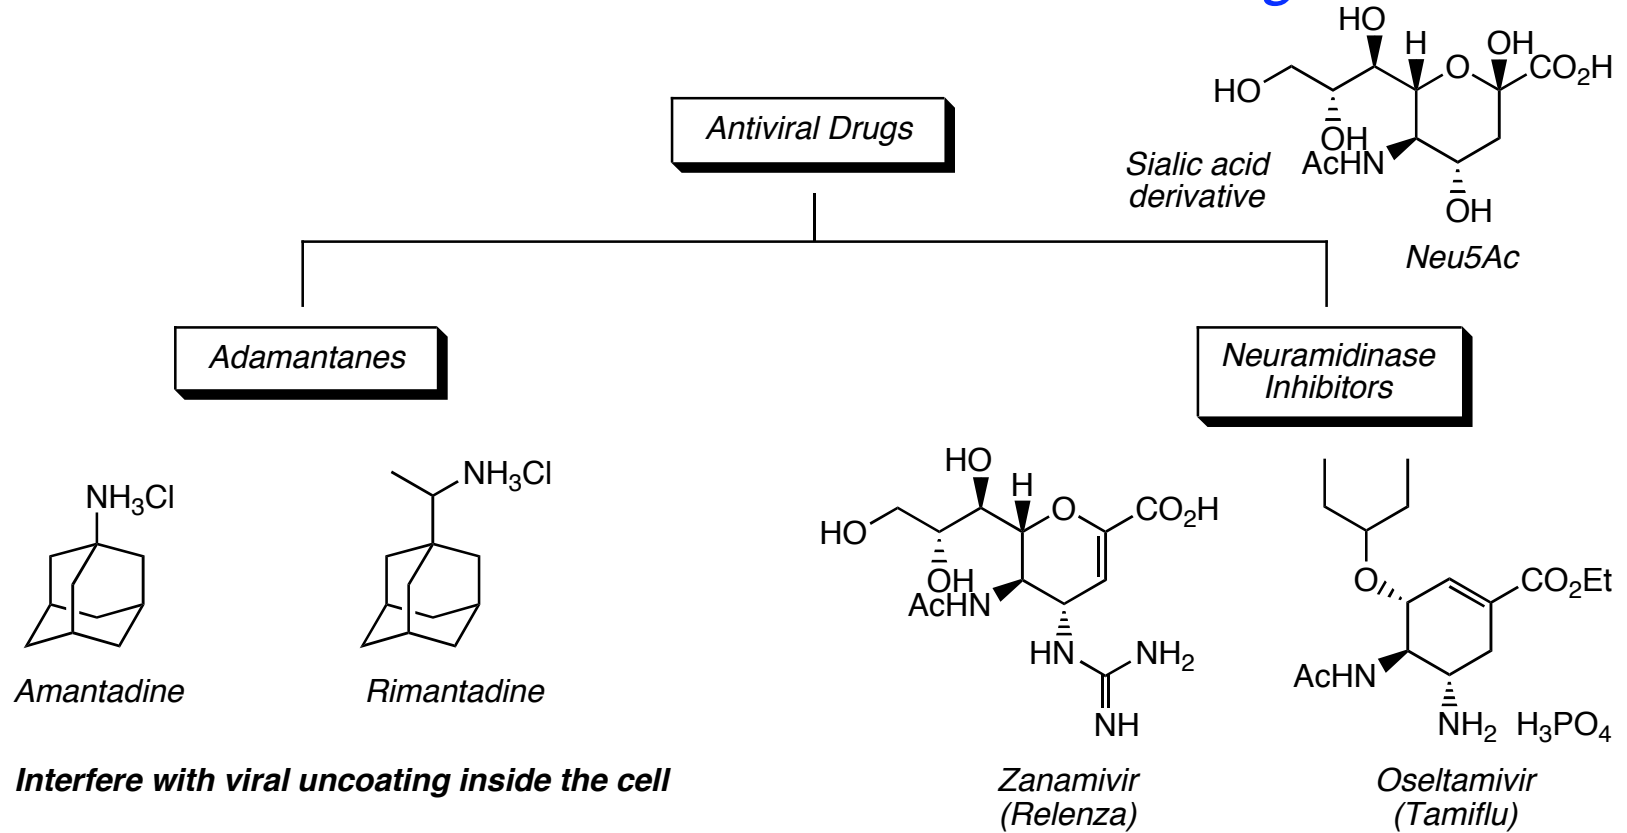 Antiviral Drugs
HO
H
O
OH
CO₂H
HO
OH
AcHN
OH
Sialic acid
derivative
Neu5Ac
Adamantanes
Neuramidinase
Inhibitors
NH₃Cl
Amantadine
NH₃Cl
Rimantadine
Interfere with viral uncoating inside the cell
HO
H
O
CO₂H
HO
OH
AcHN
HN
NH₂
NH
Zanamivir
(Relenza)
O
CO₂Et
AcHN
NH₂ H₃PO₄
Oseltamivir
(Tamiflu)